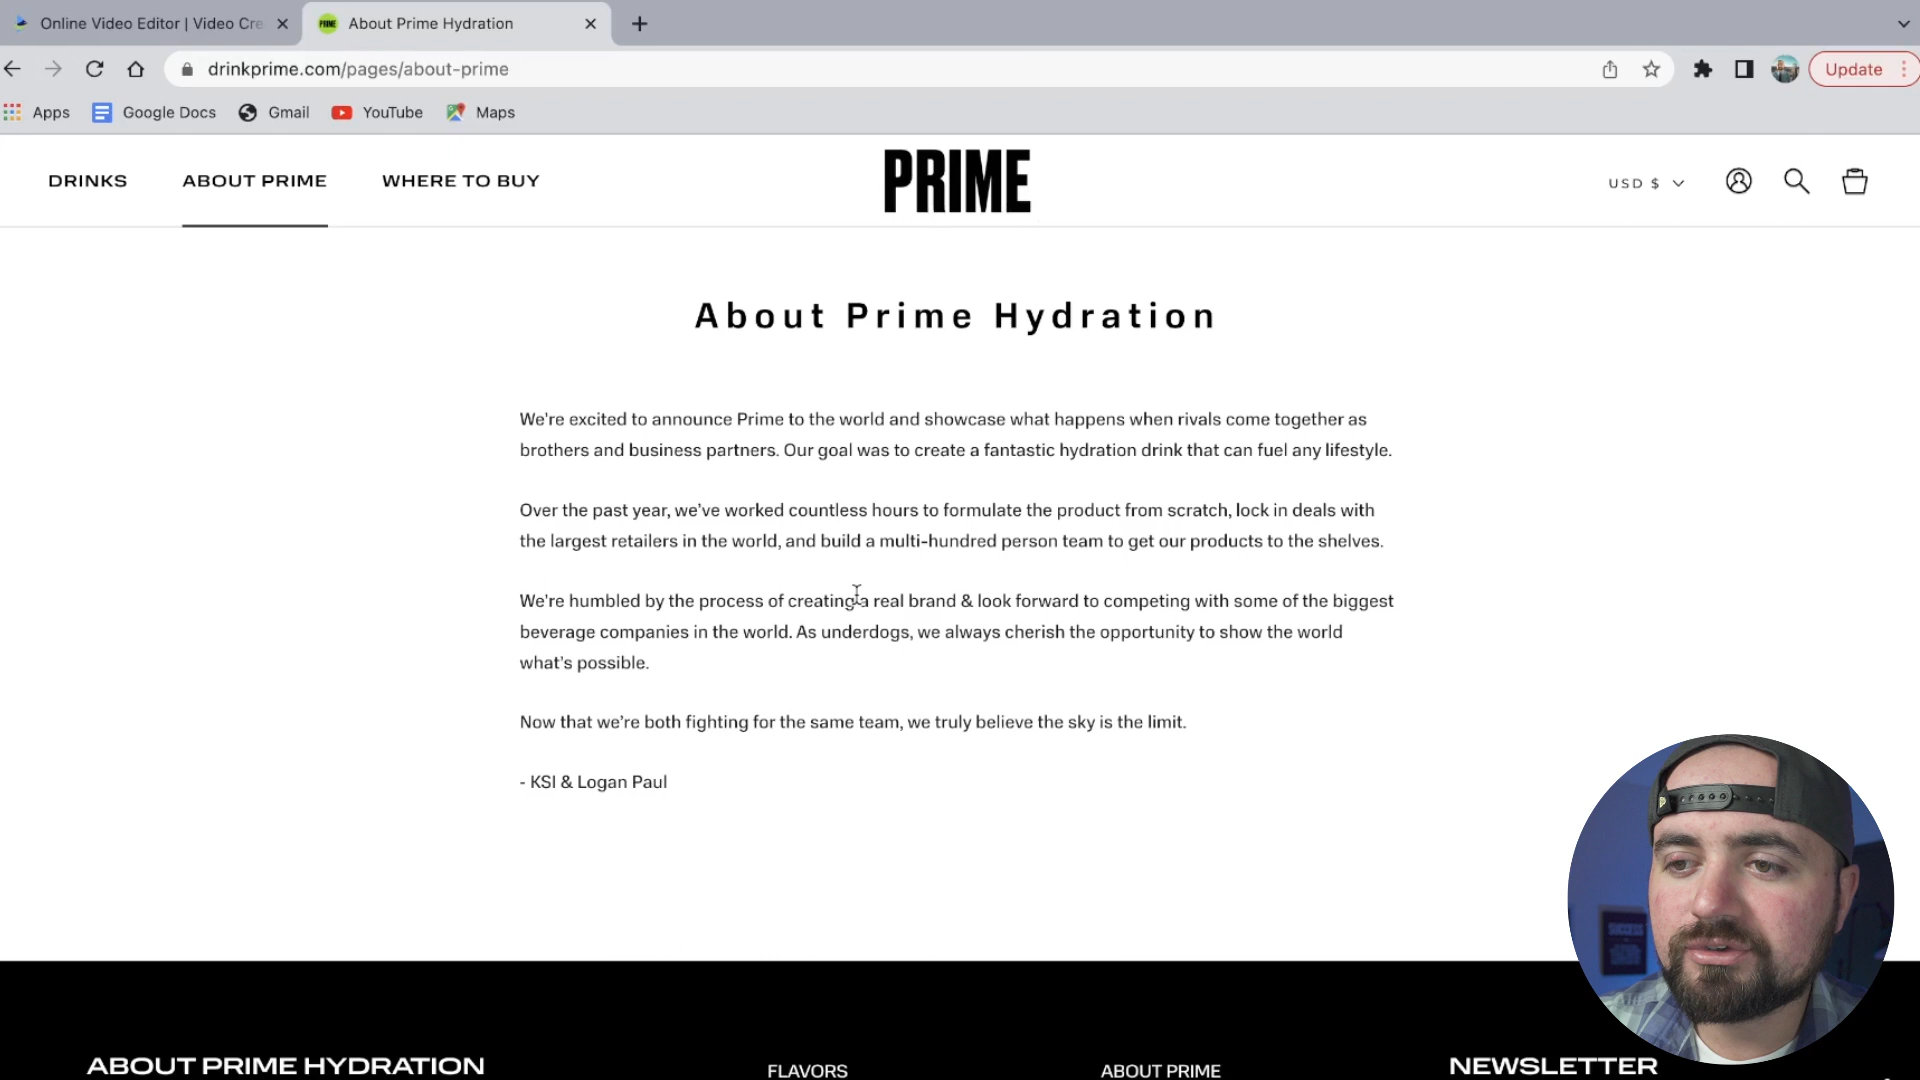 Online Video Editor | Video Cre
About Prime Hydration
drinkprime.com/pages/about-prime
Update
Apps
Google Docs
Gmail
YouTube
Maps
DRINKS
ABOUT PRIME
WHERE TO BUY
PRIME
USD $
About Prime Hydration
We're excited to announce Prime to the world and showcase what happens when rivals come together as
brothers and business partners. Our goal was to create a fantastic hydration drink that can fuel any lifestyle.
Over the past year, we've worked countless hours to formulate the product from scratch, lock in deals with
the largest retailers in the world, and build a multi-hundred person team to get our products to the shelves.
We're humbled by the process of creating a real brand & look forward to competing with some of the biggest
beverage companies in the world. As underdogs, we always cherish the opportunity to show the world
what's possible.
Now that we're both fighting for the same team, we truly believe the sky is the limit.
- KSI & Logan Paul
ABOUT PRIME HYDRATION
FLAVORS
ABOUT PRIME
NEWSLETTER